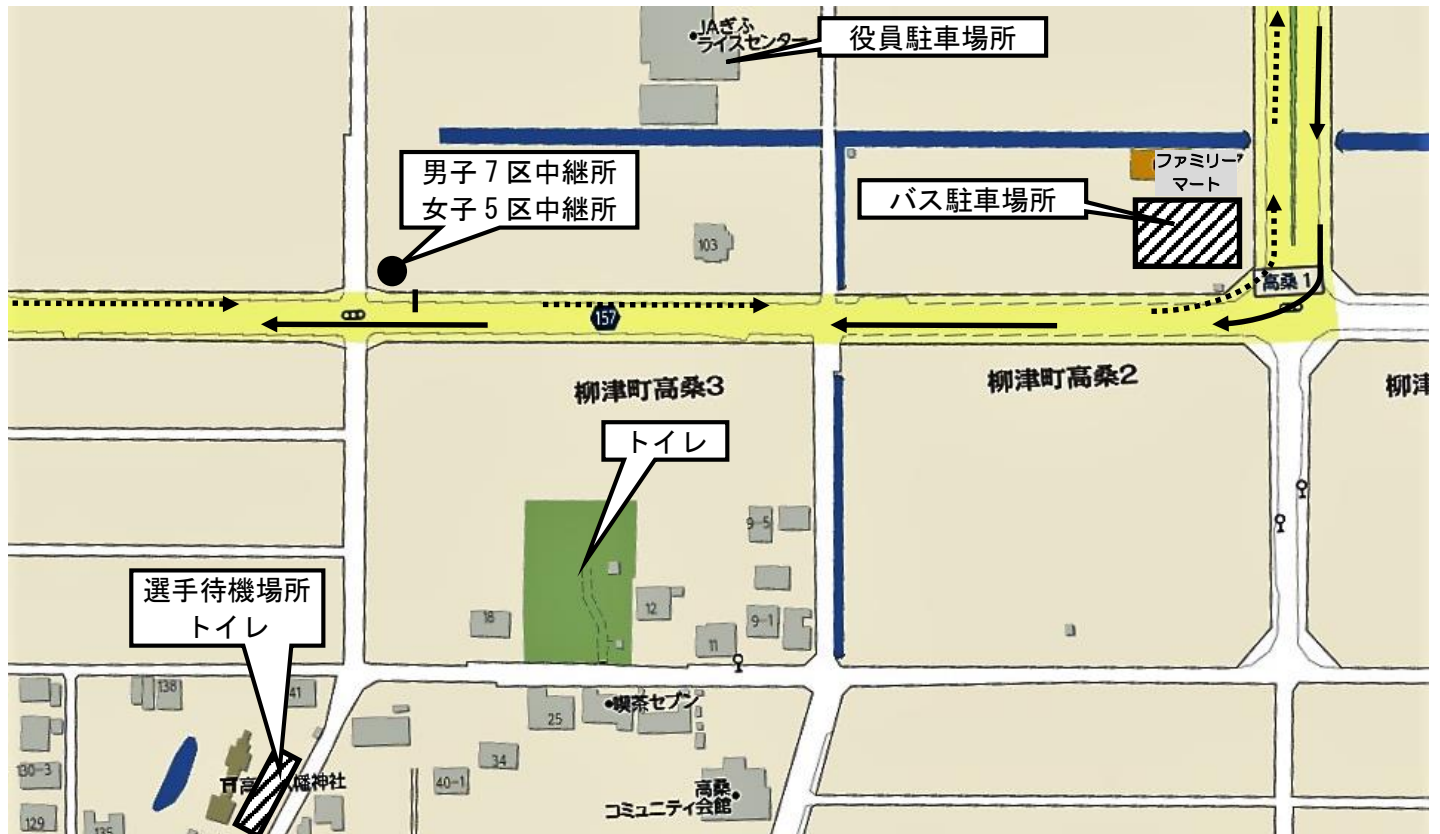 JAぎふ
ライスセンター
役員駐車場所
男子7区中継所
女子5区中継所
ファミリー
マート
バス駐車場所
103
高桑1
157
柳津町高桑3
柳津町高桑2
柳津
トイレ
9-5
12
18
9-1
11
選手待機場所
トイレ
138
41
喫茶セブン
25
34
130-3
40-1
高桑
コミュニティ会館
幡神社
129
135